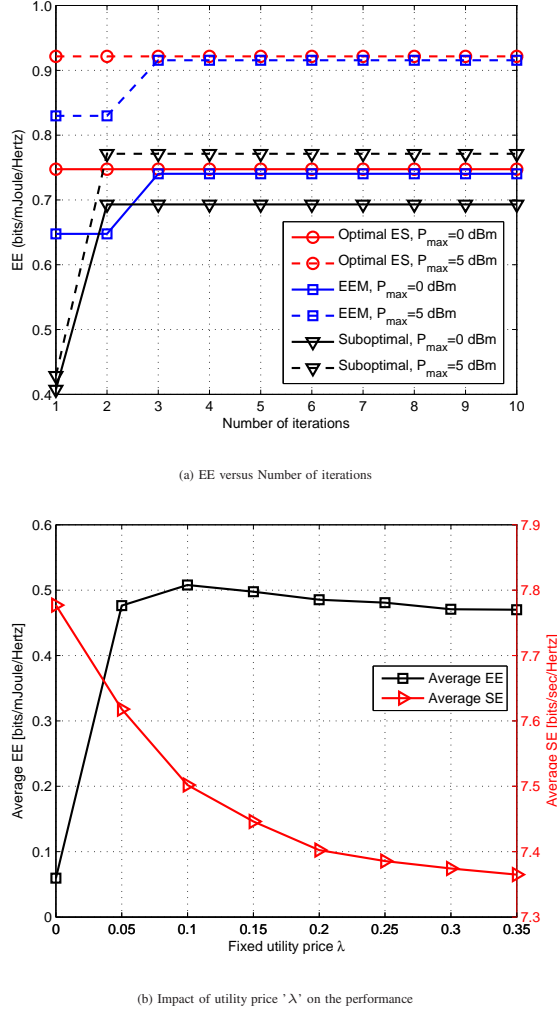 1.0
0.9
0.8
0.7
0.6
0.5
0.4
EE (bits/mJoule/Hertz)
Optimal ES, P_max=0 dBm
Optimal ES, P_max=5 dBm
EEM, P_max=0 dBm
EEM, P_max=5 dBm
Suboptimal, P_max=0 dBm
Suboptimal, P_max=5 dBm
1 2 3 4 5 6 7 8 9 10
Number of iterations
(a) EE versus Number of iterations
0.6
0.5
0.4
0.3
0.2
0.1
0
Average EE [bits/mJoule/Hertz]
Average EE
Average SE
7.9
7.8
7.7
7.6
7.5
7.4
7.3
Average SE [bits/sec/Hertz]
0 0.05 0.1 0.15 0.2 0.25 0.3 0.35
Fixed utility price λ
(b) Impact of utility price ’λ’ on the performance